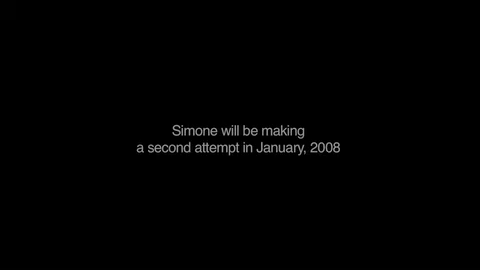 Simone will be making
a second attempt in January, 2008